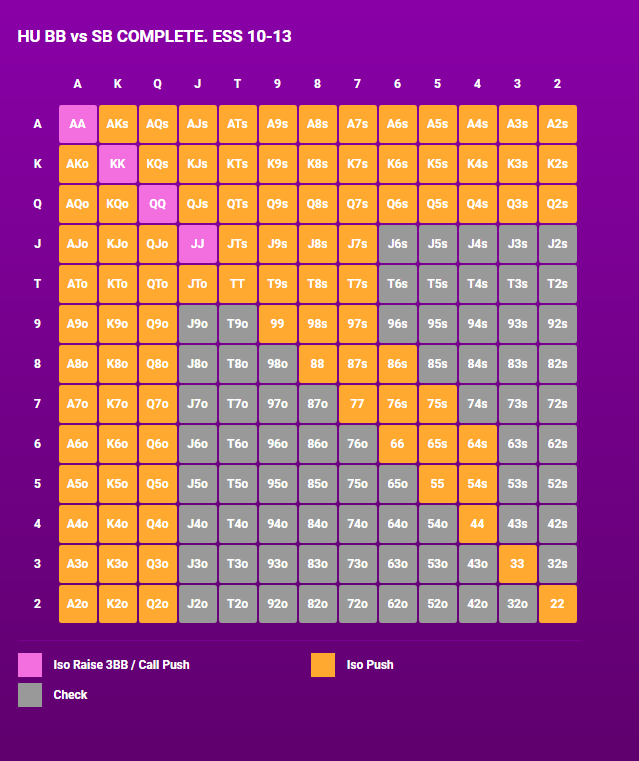 HU BB vs SB COMPLETE. ESS 10-13
A K Q J T 9 8 7 6 5 4 3 2
A AA AKs AQs AJs ATs A9s A8s A7s A6s A5s A4s A3s A2s
K AKo KK KQs KJs KTs K9s K8s K7s K6s K5s K4s K3s K2s
Q AQo KQo QQ QJs QTs Q9s Q8s Q7s Q6s Q5s Q4s Q3s Q2s
J AJo KJo QJo JJ JTs J9s J8s J7s J6s J5s J4s J3s J2s
T ATo KTo QTo JTo TT T9s T8s T7s T6s T5s T4s T3s T2s
9 A9o K9o Q9o J9o T9o 99 98s 97s 96s 95s 94s 93s 92s
8 A8o K8o Q8o J8o T8o 98o 88 87s 86s 85s 84s 83s 82s
7 A7o K7o Q7o J7o T7o 97o 87o 77 76s 75s 74s 73s 72s
6 A6o K6o Q6o J6o T6o 96o 86o 76o 66 65s 64s 63s 62s
5 A5o K5o Q5o J5o T5o 95o 85o 75o 65o 55 54s 53s 52s
4 A4o K4o Q4o J4o T4o 94o 84o 74o 64o 54o 44 43s 42s
3 A3o K3o Q3o J3o T3o 93o 83o 73o 63o 53o 43o 33 32s
2 A2o K2o Q2o J2o T2o 92o 82o 72o 62o 52o 42o 32o 22
Iso Raise 3BB / Call Push Iso Push
Check